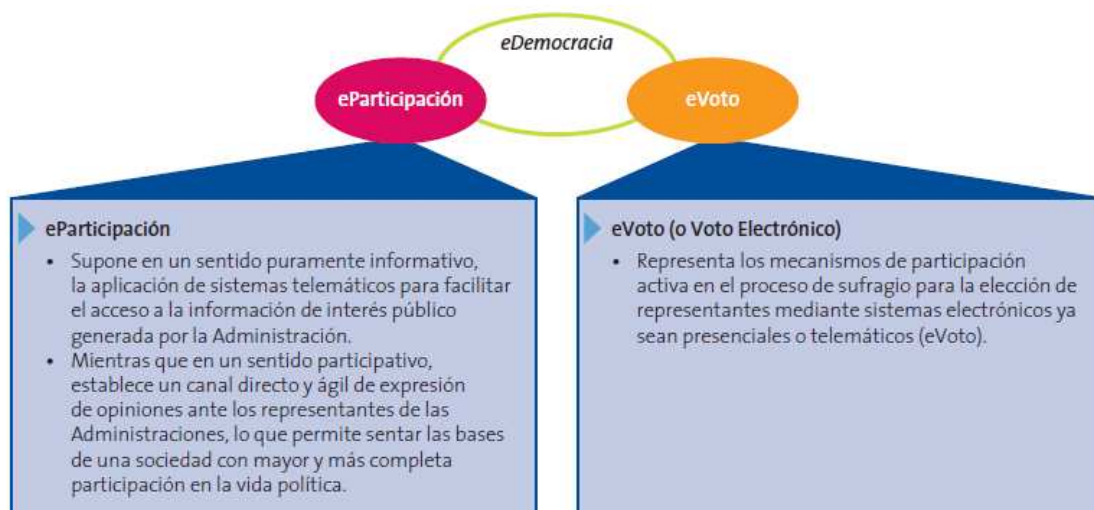 eDemocracia
eParticipación
eVoto
eParticipación
• Supone en un sentido puramente informativo,
la aplicación de sistemas telemáticos para facilitar
el acceso a la información de interés público
generada por la Administración.
• Mientras que en un sentido participativo,
establece un canal directo y ágil de expresión
de opiniones ante los representantes de las
Administraciones, lo que permite sentar las bases
de una sociedad con mayor y más completa
participación en la vida política.
eVoto (o Voto Electrónico)
• Representa los mecanismos de participación
activa en el proceso de sufragio para la elección de
representantes mediante sistemas electrónicos ya
sean presenciales o telemáticos (eVoto).